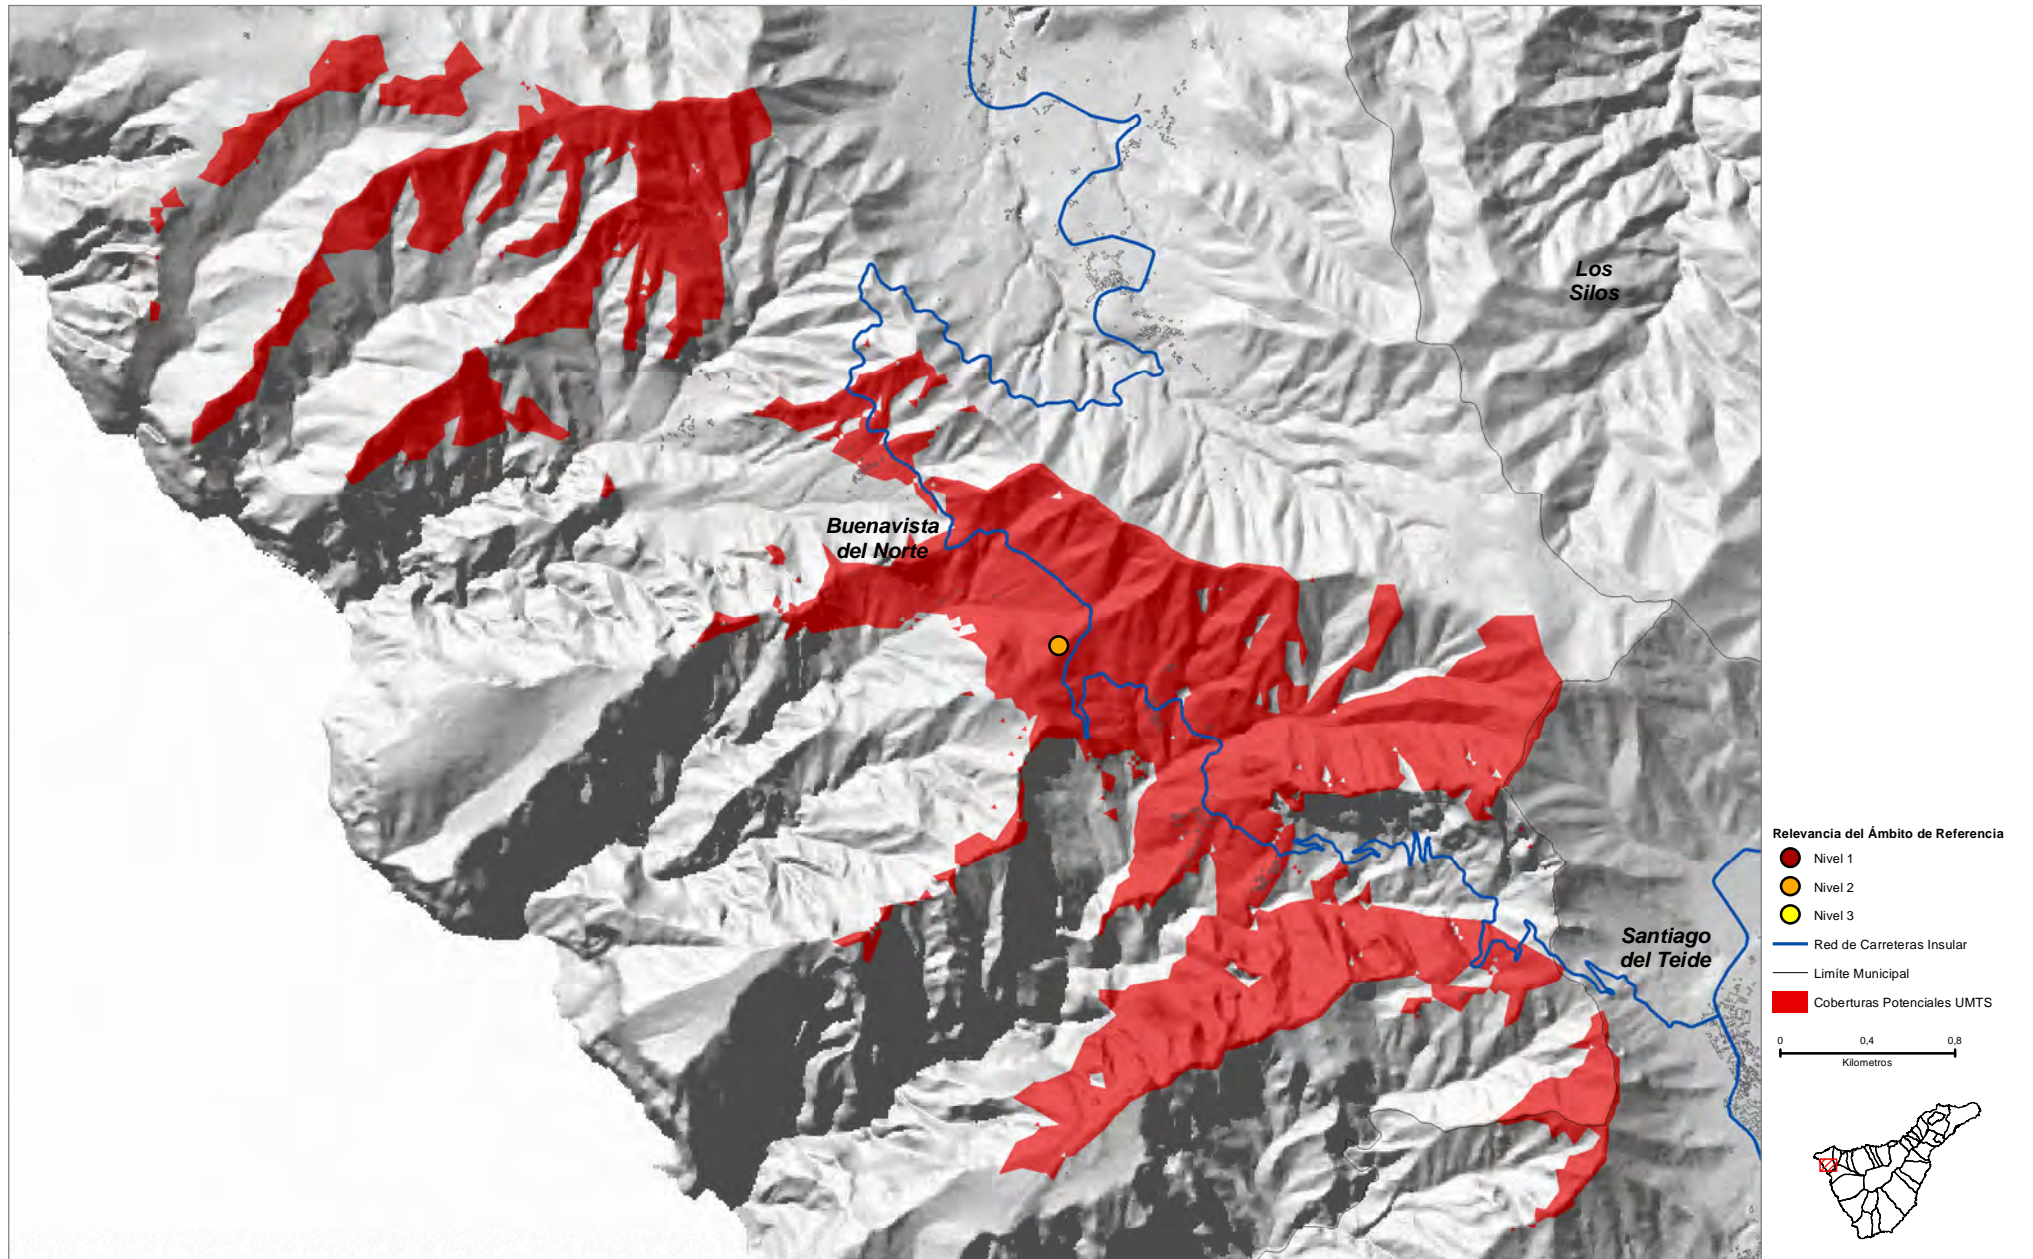 Los
Silos
Buenavista
del Norte
Santiago
del Teide
Relevancia del Ámbito de Referencia
Nivel 1
Nivel 2
Nivel 3
Red de Carreteras Insular
Limíte Municipal
Coberturas Potenciales UMTS
0 0,4 0,8
Kilometros